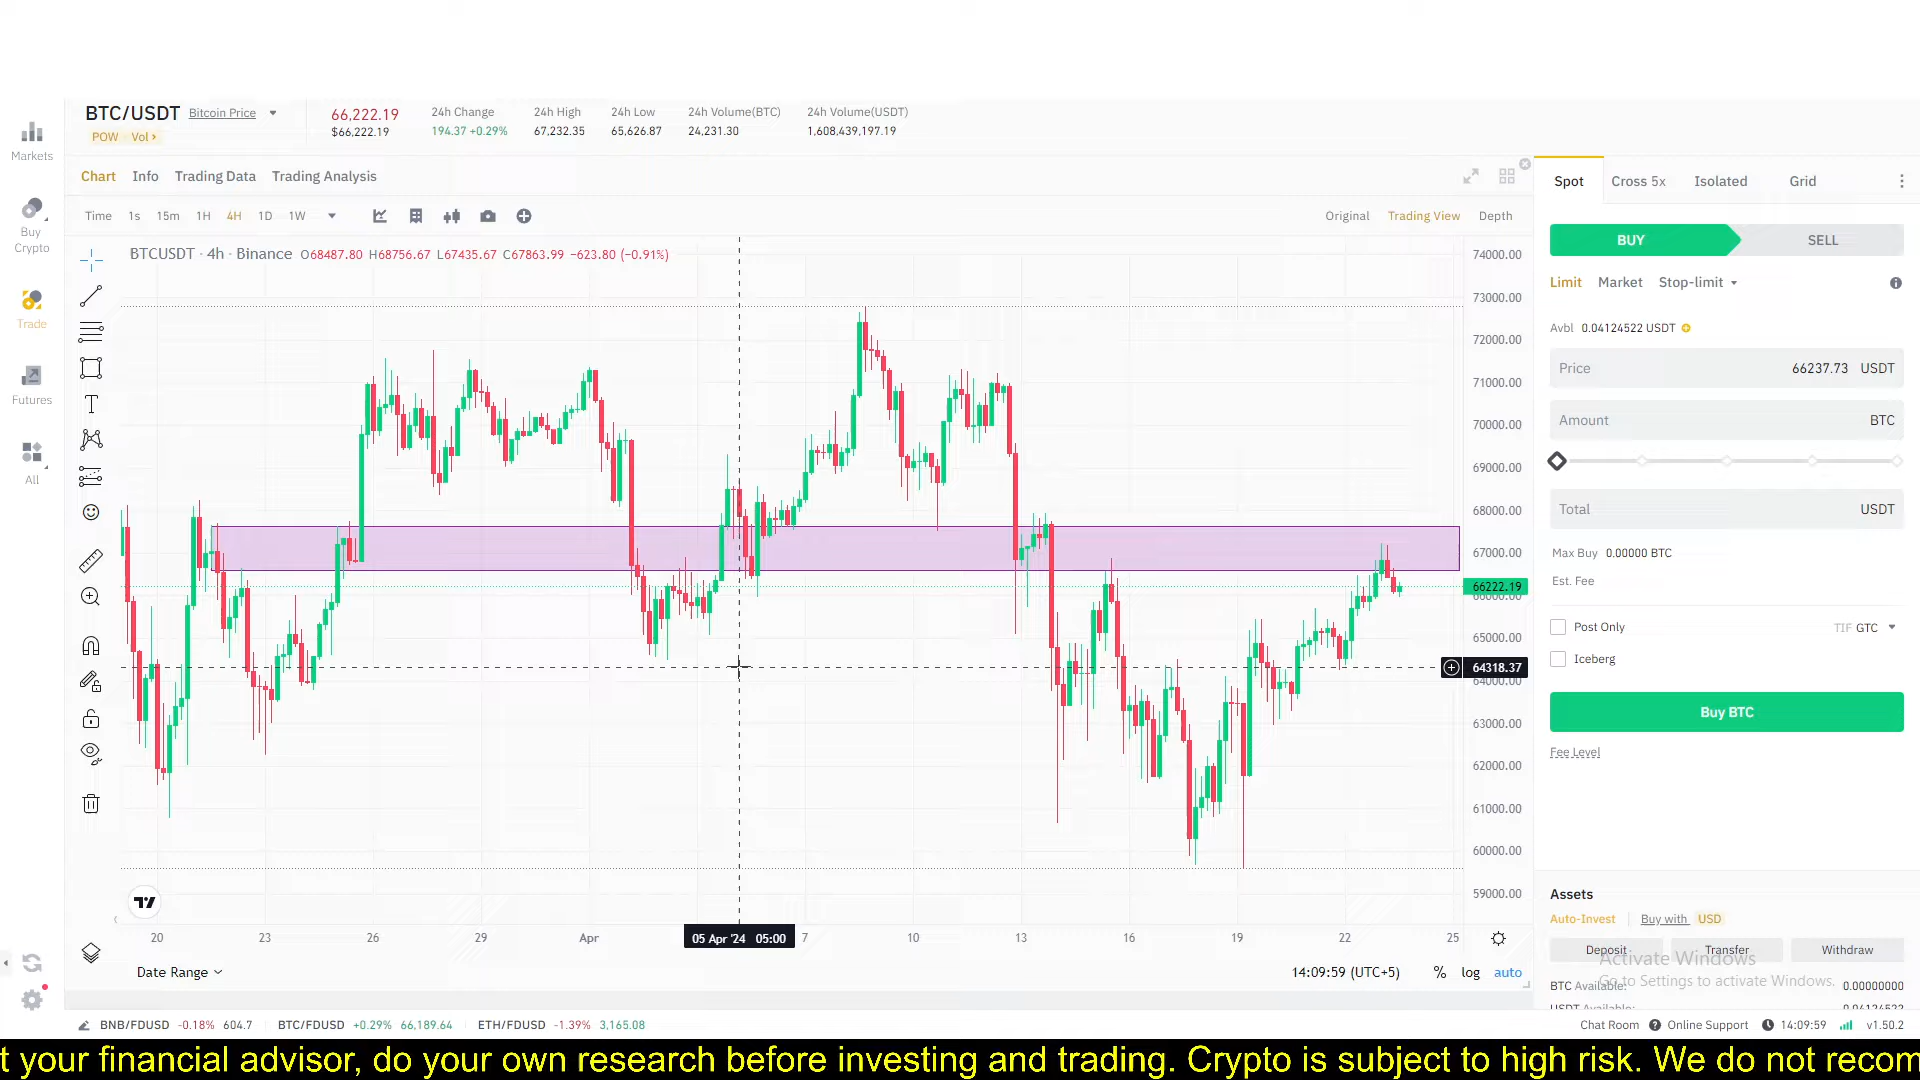 BTC/USDT Bitcoin Price
POW Vol
66,222.19
$66,222.19
24h Change
194.37 +0.29%
24h High
67,232.35
24h Low
65,626.87
24h Volume(BTC)
24,231.30
24h Volume(USDT)
1,608,439,197.19
Markets
Buy
Crypto
Trade
Futures
All
Chart Info Trading Data Trading Analysis
Time 1s 15m 1H 4H 1D 1W
Original Trading View Depth
BTCUSDT · 4h · Binance O68487.80 H68756.67 L67435.67 C67863.99 −623.80 (−0.91%)
74000.00
73000.00
72000.00
71000.00
70000.00
69000.00
68000.00
67000.00
66222.19
66000.00
65000.00
64318.37
64000.00
63000.00
62000.00
61000.00
60000.00
59000.00
20 23 26 29 Apr 05 Apr '24 05:00 7 10 13 16 19 22 25
Date Range
14:09:59 (UTC+5) % log auto
Spot Cross 5x Isolated Grid
BUY SELL
Limit Market Stop-limit
Avbl 0.04124522 USDT
Price 66237.73 USDT
Amount BTC
Total USDT
Max Buy 0.00000 BTC
Est. Fee
Post Only TIF GTC
Iceberg
Buy BTC
Fee Level
Assets
Auto-Invest Buy with USD
Deposit Transfer Withdraw
Activate Windows
Go to Settings to activate Windows.
BTC Available: 0.00000000
USDT Available: 0.04124522
BNB/FDUSD -0.18% 604.7 BTC/FDUSD +0.29% 66,189.64 ETH/FDUSD -1.39% 3,165.08
Chat Room Online Support 14:09:59 v1.50.2
t your financial advisor, do your own research before investing and trading. Crypto is subject to high risk. We do not recom